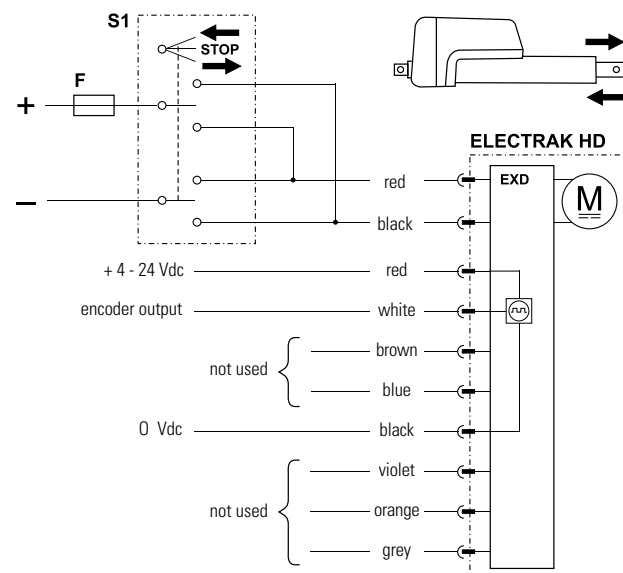 S1
STOP
F
+
−
ELECTRAK HD
EXD
M
red
black
+ 4 - 24 Vdc red
encoder output white
brown
not used
blue
0 Vdc black
violet
not used orange
grey